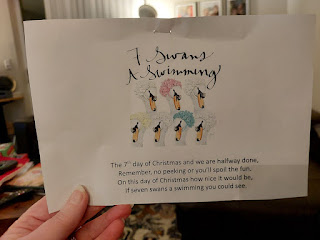 7 Swans
A Swimming
The 7th day of Christmas and we are halfway done,
Remember, no peeking or you'll spoil the fun.
On this day of Christmas how nice it would be,
If seven swans a swimming you could see.